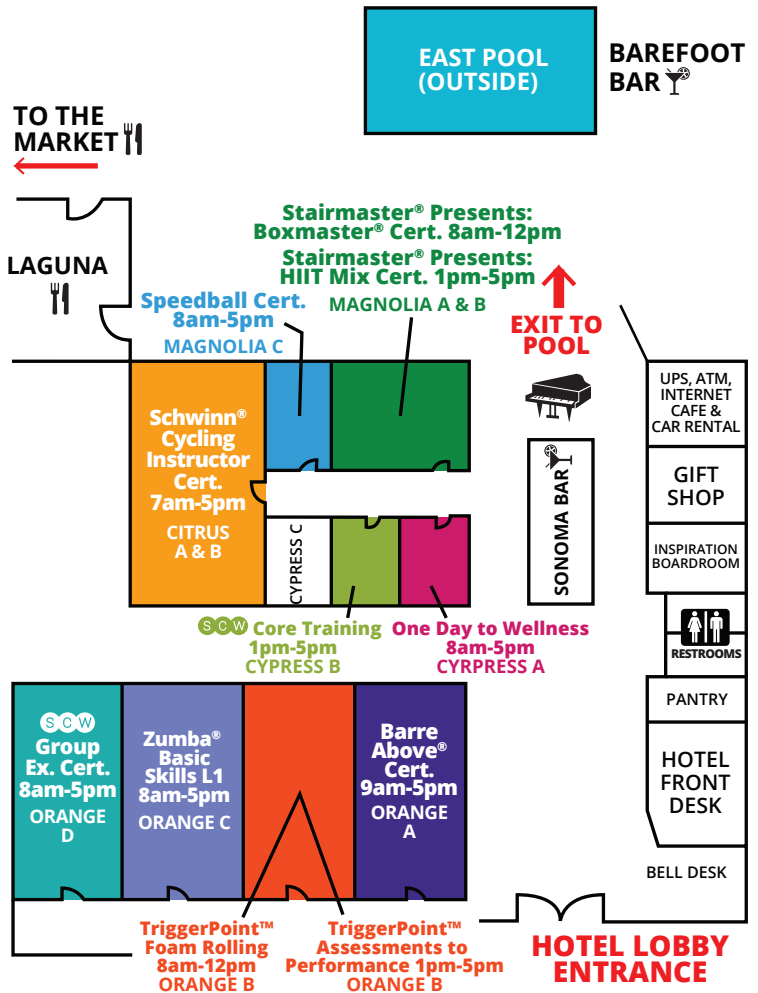 EAST POOL
(OUTSIDE)
BAREFOOT
BAR
TO THE
MARKET
Stairmaster® Presents:
Boxmaster® Cert. 8am-12pm
Stairmaster® Presents:
HIIT Mix Cert. 1pm-5pm
MAGNOLIA A & B
LAGUNA
Speedball Cert.
8am-5pm
MAGNOLIA C
EXIT TO
POOL
UPS, ATM,
INTERNET
CAFE &
CAR RENTAL
Schwinn®
Cycling
Instructor
Cert.
7am-5pm
CITRUS
A & B
GIFT
SHOP
SONOMA BAR
CYPRESS C
INSPIRATION
BOARDROOM
SCW Core Training
1pm-5pm
CYPRESS B
One Day to Wellness
8am-5pm
CYRPRESS A
RESTROOMS
PANTRY
SCW
Group
Ex. Cert.
8am-5pm
ORANGE
D
Zumba®
Basic
Skills L1
8am-5pm
ORANGE C
Barre
Above®
Cert.
9am-5pm
ORANGE
A
HOTEL
FRONT
DESK
BELL DESK
TriggerPoint™
Foam Rolling
8am-12pm
ORANGE B
TriggerPoint™
Assessments to
Performance 1pm-5pm
ORANGE B
HOTEL LOBBY
ENTRANCE